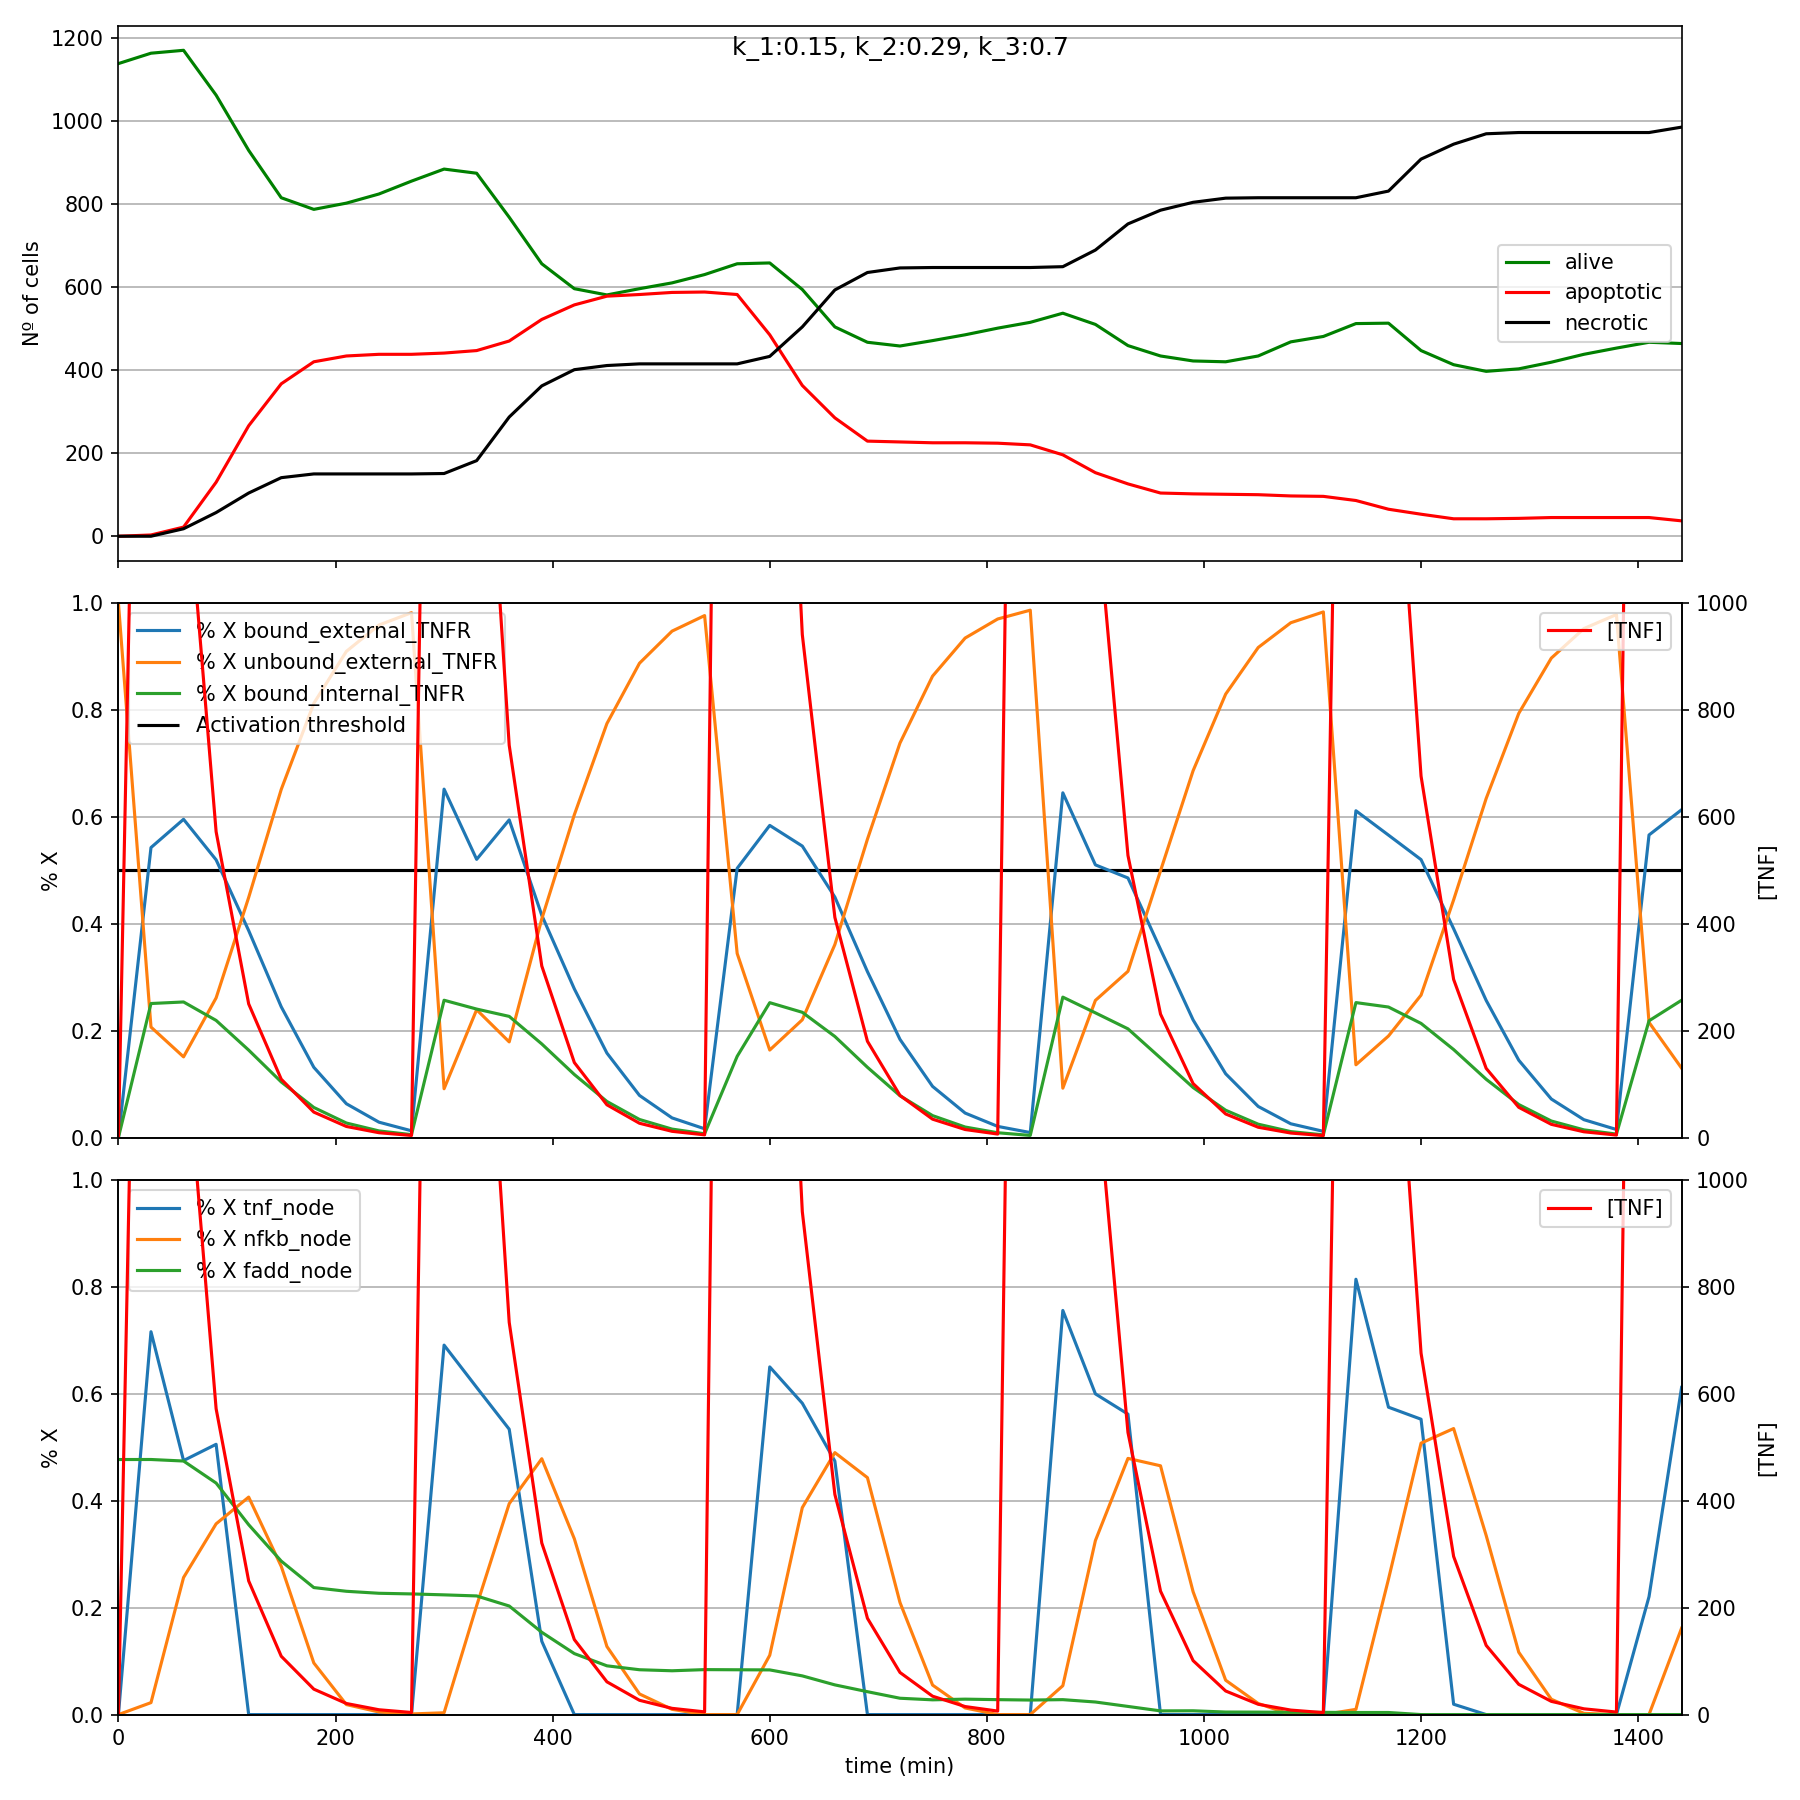 k_1:0.15, k_2:0.29, k_3:0.7
1200
1000
800
600
400
200
0
Nº of cells
alive
apoptotic
necrotic
1.0
0.8
0.6
0.4
0.2
0.0
% X
% X bound_external_TNFR
% X unbound_external_TNFR
% X bound_internal_TNFR
Activation threshold
[TNF]
1000
800
600
400
200
0
[TNF]
1.0
0.8
0.6
0.4
0.2
0.0
% X
% X tnf_node
% X nfkb_node
% X fadd_node
[TNF]
1000
800
600
400
200
0
[TNF]
0 200 400 600 800 1000 1200 1400
time (min)